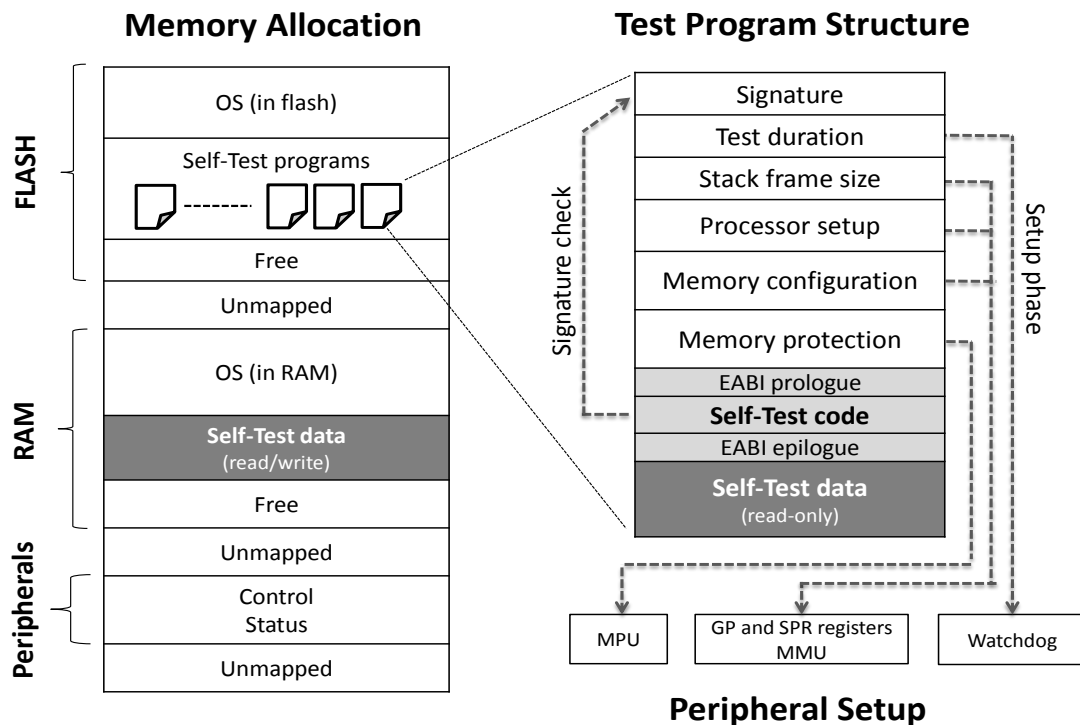 Memory Allocation
FLASH
OS (in flash)
Self-Test programs
Free
Unmapped
RAM
OS (in RAM)
Self-Test data
(read/write)
Free
Unmapped
Peripherals
Control
Status
Unmapped
Test Program Structure
Signature
Test duration
Stack frame size
Processor setup
Memory configuration
Memory protection
EABI prologue
Self-Test code
EABI epilogue
Self-Test data
(read-only)
Signature check
Setup phase
MPU
GP and SPR registers
MMU
Watchdog
Peripheral Setup